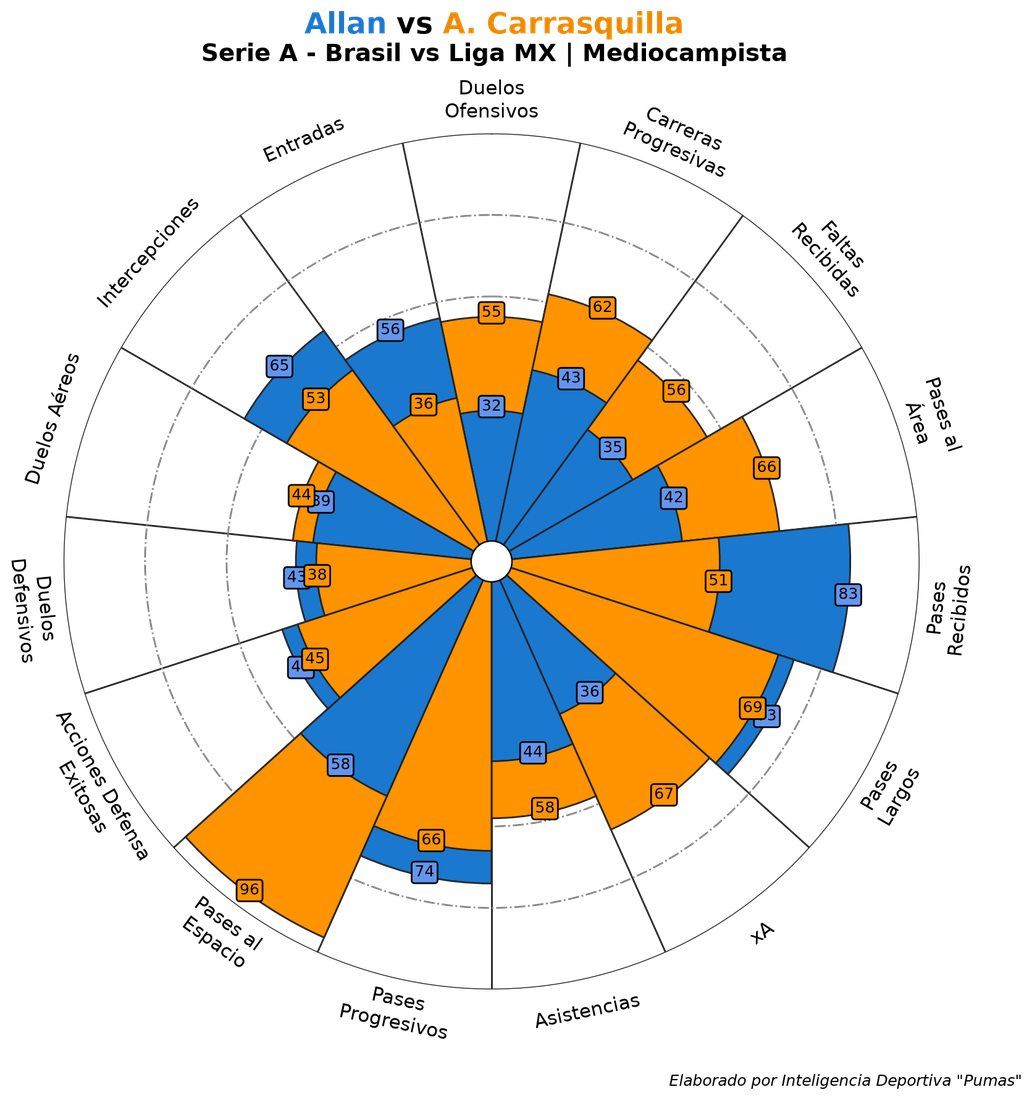 Allan vs A. Carrasquilla
Serie A - Brasil vs Liga MX | Mediocampista
Duelos
Ofensivos
Carreras
Progresivas
Faltas
Recibidas
Pases al
Área
Pases
Recibidos
Pases
Largos
xA
Asistencias
Pases
Progresivos
Pases al
Espacio
Acciones Defensa
Exitosas
Duelos
Defensivos
Duelos Aéreos
Intercepciones
Entradas
55
32
62
43
56
35
66
42
51
83
69
67
36
58
44
66
74
96
58
45
38
43
44
39
53
65
36
56
Elaborado por Inteligencia Deportiva "Pumas"